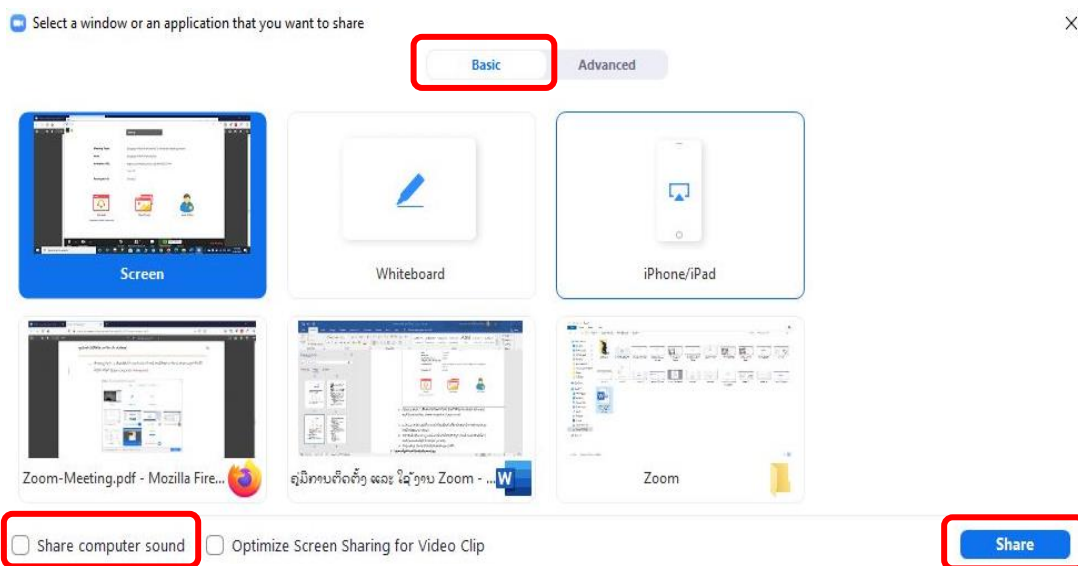 Select a window or an application that you want to share
Basic
Advanced
Screen
Whiteboard
iPhone/iPad
Zoom-Meeting.pdf - Mozilla Fire...
ຄູ່ມືການຕິດຕັ້ງ ແລະ ໃຊ້ງານ Zoom - ...
Zoom
Share computer sound
Optimize Screen Sharing for Video Clip
Share